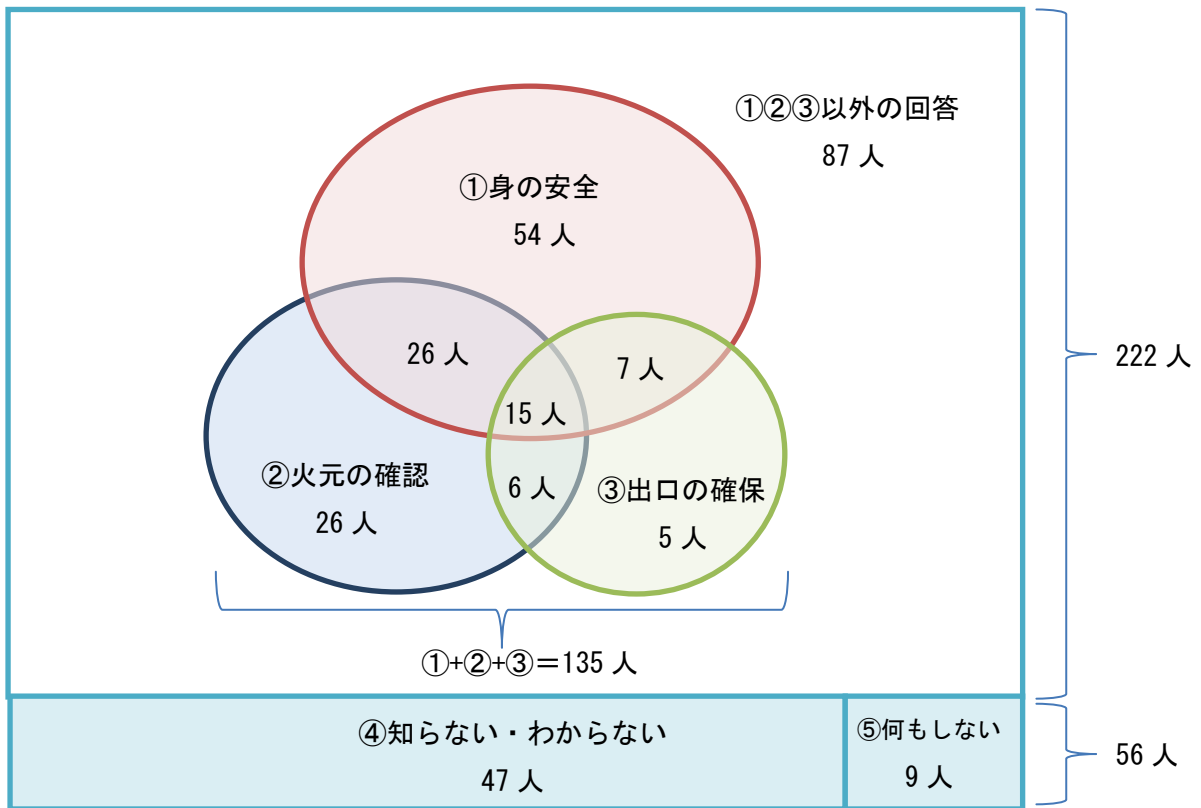 ①②③以外の回答
87 人
①身の安全
54 人
26 人
7 人
15 人
②火元の確認
26 人
6 人
③出口の確保
5 人
①+②+③＝135 人
222 人
④知らない・わからない
47 人
⑤何もしない
9 人
56 人